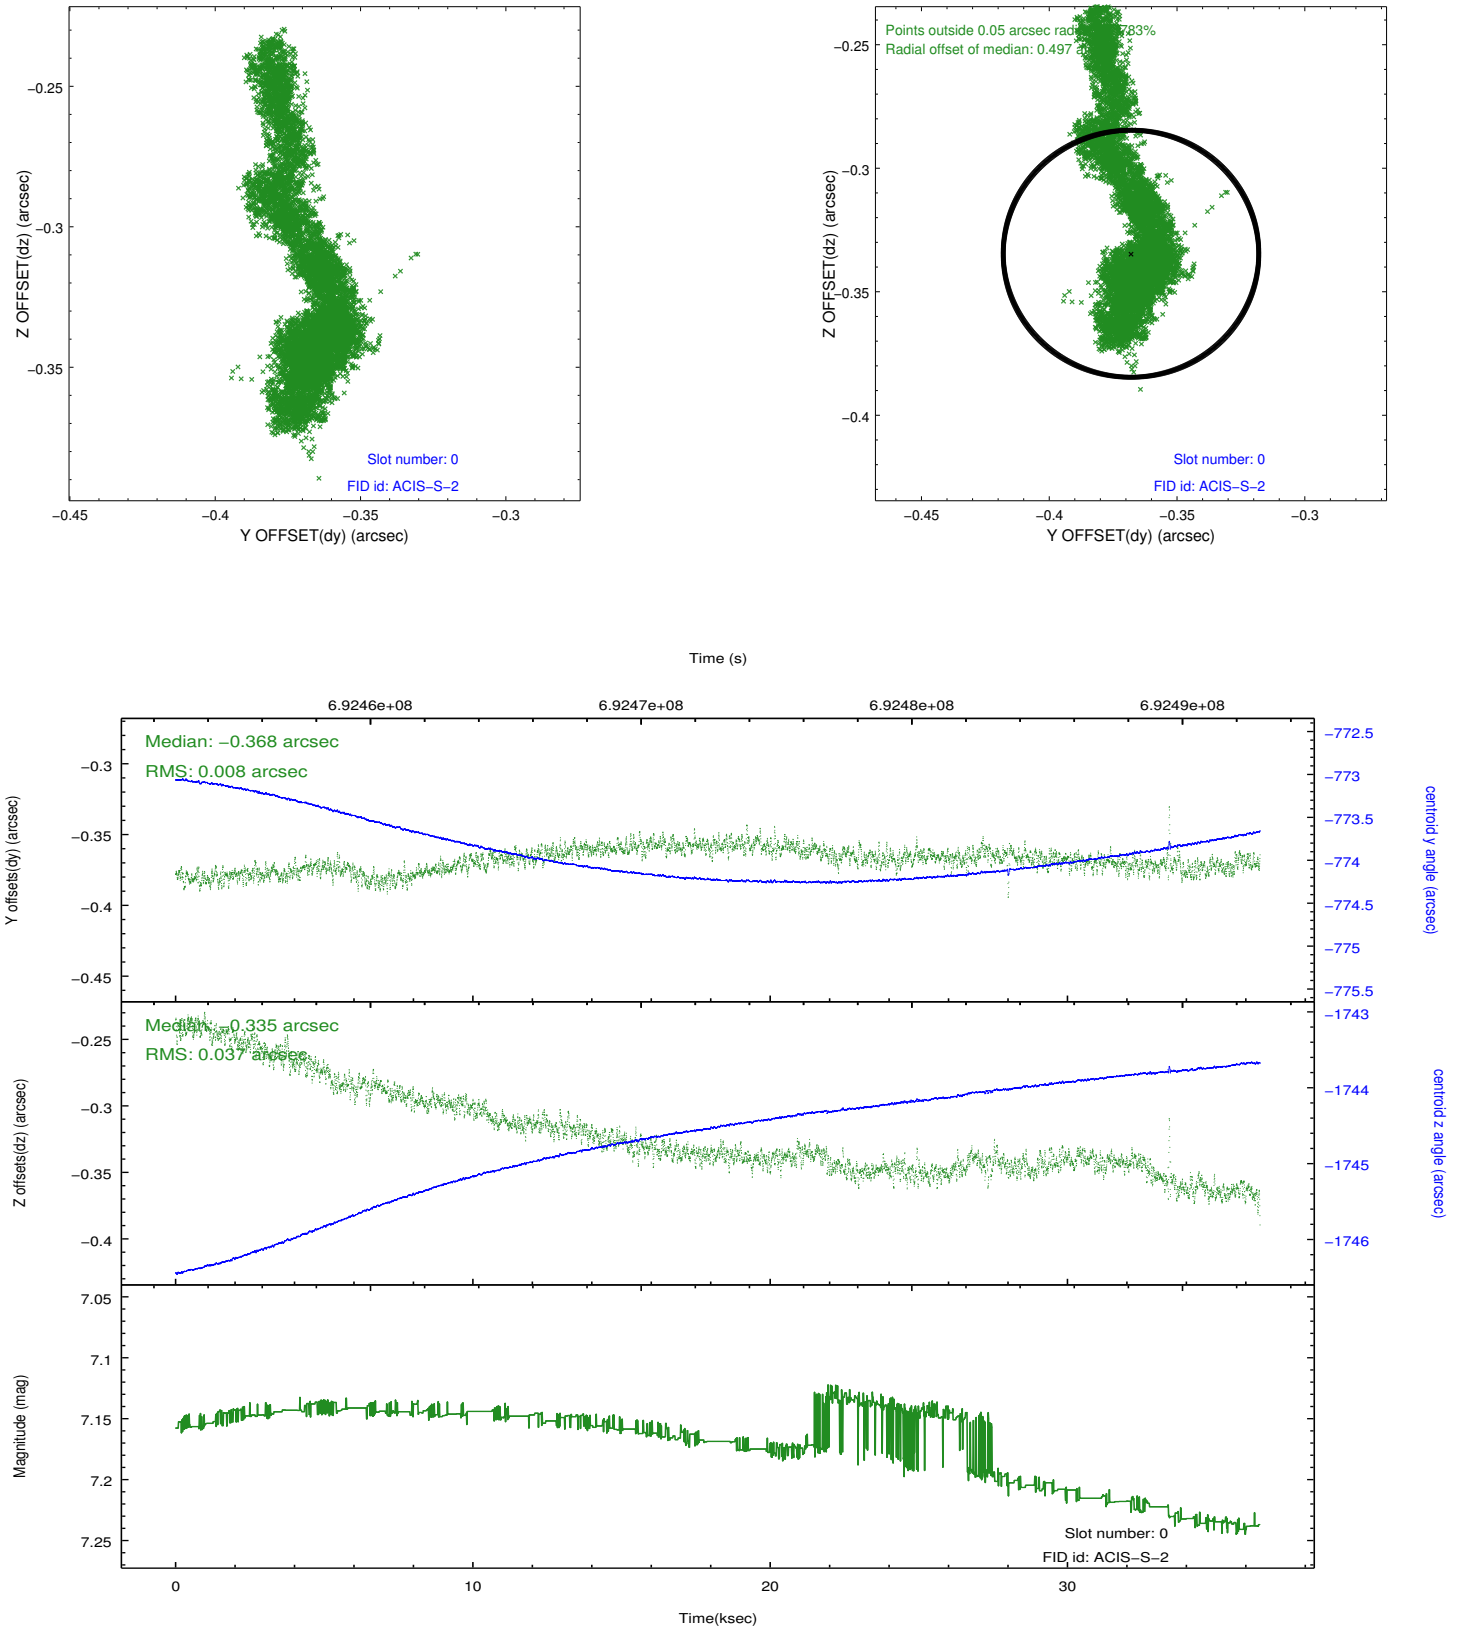 −0.25
−0.3
−0.35
Z OFFSET(dz) (arcsec)
Slot number: 0
FID id: ACIS−S−2
−0.45
−0.4
−0.35
−0.3
Y OFFSET(dy) (arcsec)
Points outside 0.05 arcsec
Radial offset of median: 0.497
−0.25
−0.3
−0.35
−0.4
Z OFFSET(dz) (arcsec)
Slot number: 0
FID id: ACIS−S−2
−0.45
−0.4
−0.35
−0.3
Y OFFSET(dy) (arcsec)
Time (s)
6.9246e+08
6.9247e+08
6.9248e+08
6.9249e+08
Median: −0.368 arcsec
RMS: 0.008 arcsec
−0.3
−0.35
−0.4
−0.45
Y offsets(dy) (arcsec)
−772.5
−773
−773.5
−774
−774.5
−775
−775.5
centroid y angle (arcsec)
Median: −0.335 arcsec
RMS: 0.037 arcsec
−0.25
−0.3
−0.35
−0.4
Z offsets(dz) (arcsec)
−1743
−1744
−1745
−1746
centroid z angle (arcsec)
7.05
7.1
7.15
7.2
7.25
Magnitude (mag)
Slot number: 0
FID id: ACIS−S−2
0
10
20
30
Time(ksec)